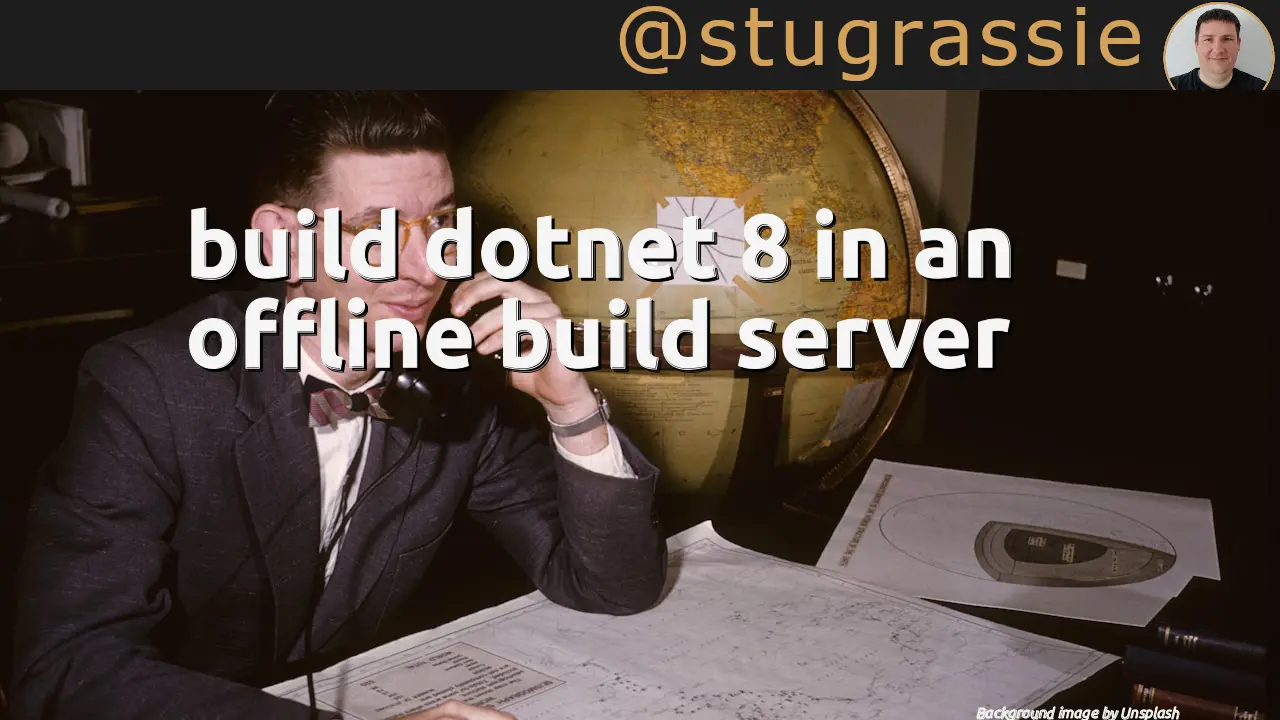 @stugrassie
build dotnet 8 in an
offline build server
Background image by Unsplash